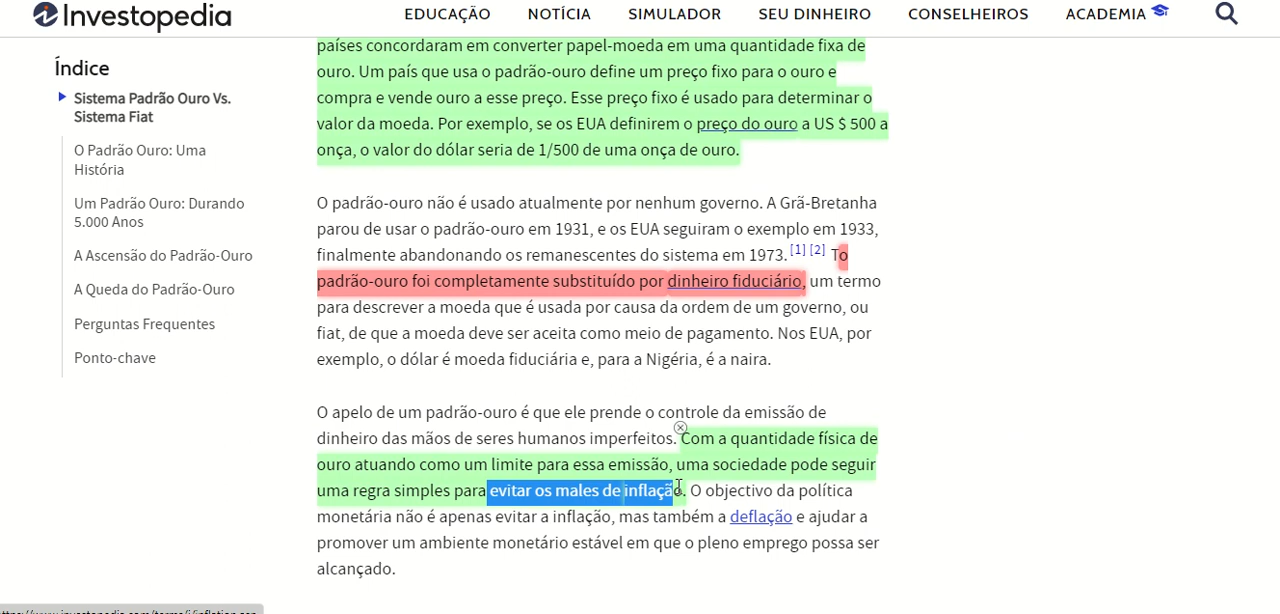 Investopedia
EDUCAÇÃO NOTÍCIA SIMULADOR SEU DINHEIRO CONSELHEIROS ACADEMIA
Índice
Sistema Padrão Ouro Vs.
Sistema Fiat
O Padrão Ouro: Uma
História
Um Padrão Ouro: Durando
5.000 Anos
A Ascensão do Padrão-Ouro
A Queda do Padrão-Ouro
Perguntas Frequentes
Ponto-chave
países concordaram em converter papel-moeda em uma quantidade fixa de
ouro. Um país que usa o padrão-ouro define um preço fixo para o ouro e
compra e vende ouro a esse preço. Esse preço fixo é usado para determinar o
valor da moeda. Por exemplo, se os EUA definirem o preço do ouro a US $ 500 a
onça, o valor do dólar seria de 1/500 de uma onça de ouro.
O padrão-ouro não é usado atualmente por nenhum governo. A Grã-Bretanha
parou de usar o padrão-ouro em 1931, e os EUA seguiram o exemplo em 1933,
finalmente abandonando os remanescentes do sistema em 1973. [1] [2] To
padrão-ouro foi completamente substituído por dinheiro fiduciário, um termo
para descrever a moeda que é usada por causa da ordem de um governo, ou
fiat, de que a moeda deve ser aceita como meio de pagamento. Nos EUA, por
exemplo, o dólar é moeda fiduciária e, para a Nigéria, é a naira.
O apelo de um padrão-ouro é que ele prende o controle da emissão de
dinheiro das mãos de seres humanos imperfeitos. Com a quantidade física de
ouro atuando como um limite para essa emissão, uma sociedade pode seguir
uma regra simples para evitar os males de inflação. O objectivo da política
monetária não é apenas evitar a inflação, mas também a deflação e ajudar a
promover um ambiente monetário estável em que o pleno emprego possa ser
alcançado.